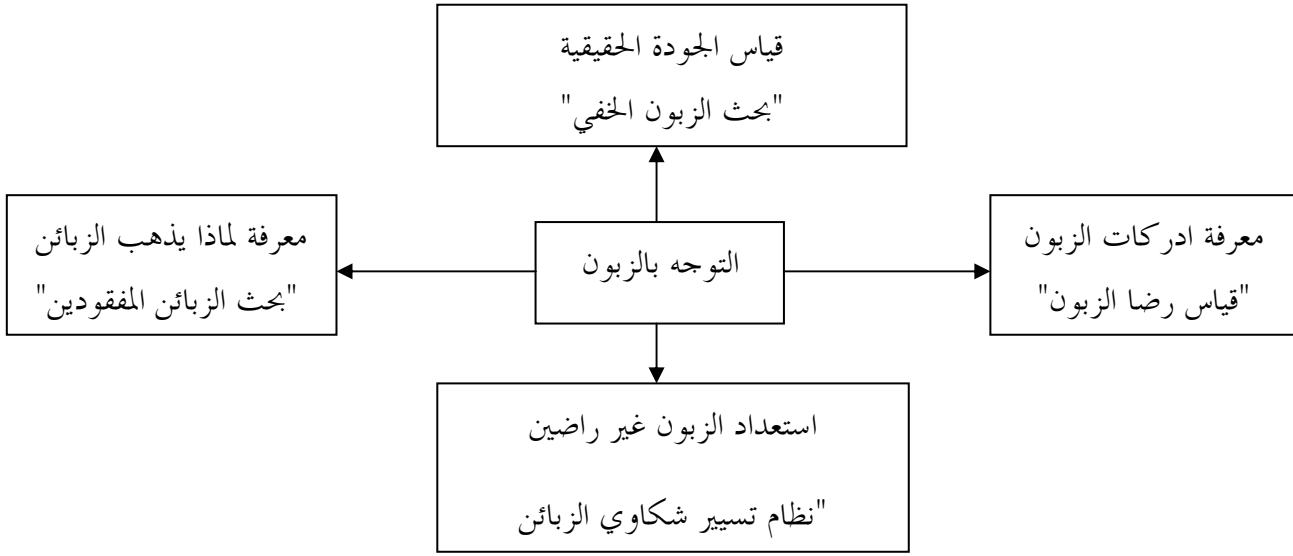 قياس الجودة الحقيقية
"بحث الزبون الخفي"
معرفة ادركات الزبون
"قياس رضا الزبون"
التوجه بالزبون
معرفة لماذا يذهب الزبائن
"بحث الزبائن المفقودين"
استعداد الزبون غير راضين
"نظام تسيير شكاوي الزبائن